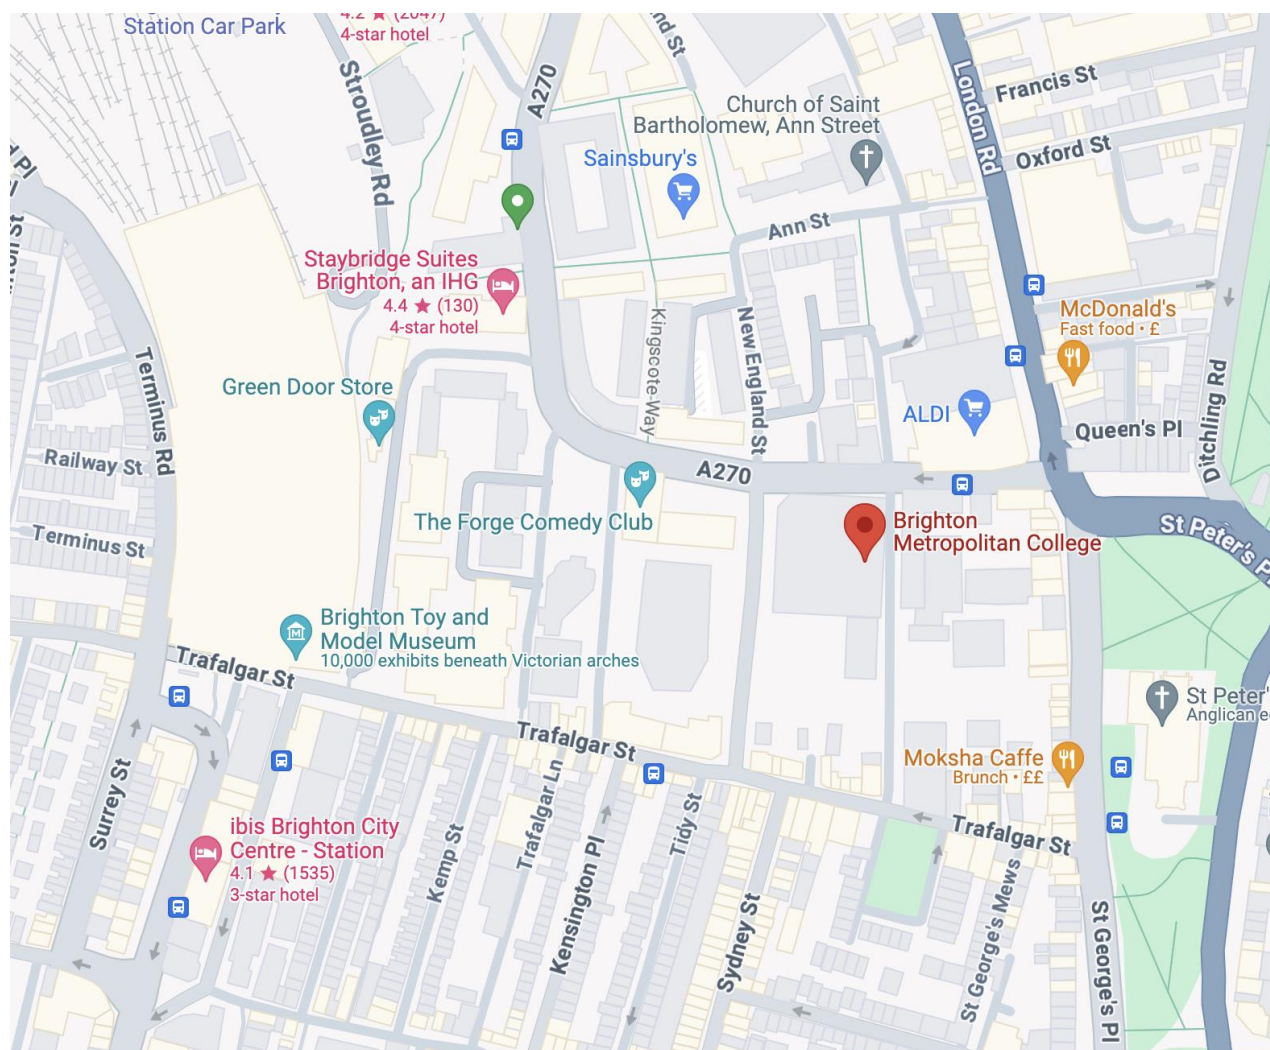 Station Car Park
4.2 ★ (2047)
4-star hotel
Stroudley Rd
A270
nd St
London Rd
Francis St
Oxford St
Church of Saint
Bartholomew, Ann Street
Sainsbury's
d Pl
Ann St
Staybridge Suites
Brighton, an IHG
4.4 ★ (130)
4-star hotel
McDonald's
Fast food • £
Kingscote Way
New England St
Terminus Rd
Green Door Store
ALDI
Ditchling Rd
Queen's Pl
Railway St
A270
The Forge Comedy Club
Brighton
Metropolitan College
St Peter's P
Terminus St
Brighton Toy and
Model Museum
10,000 exhibits beneath Victorian arches
Trafalgar St
St Peter'
Anglican
Trafalgar St
Moksha Caffe
Brunch • ££
Surrey St
Trafalgar Ln
Tidy St
Trafalgar St
ibis Brighton City
Centre - Station
4.1 ★ (1535)
3-star hotel
Kemp St
Kensington Pl
Sydney St
St George's Mews
St George's Pl